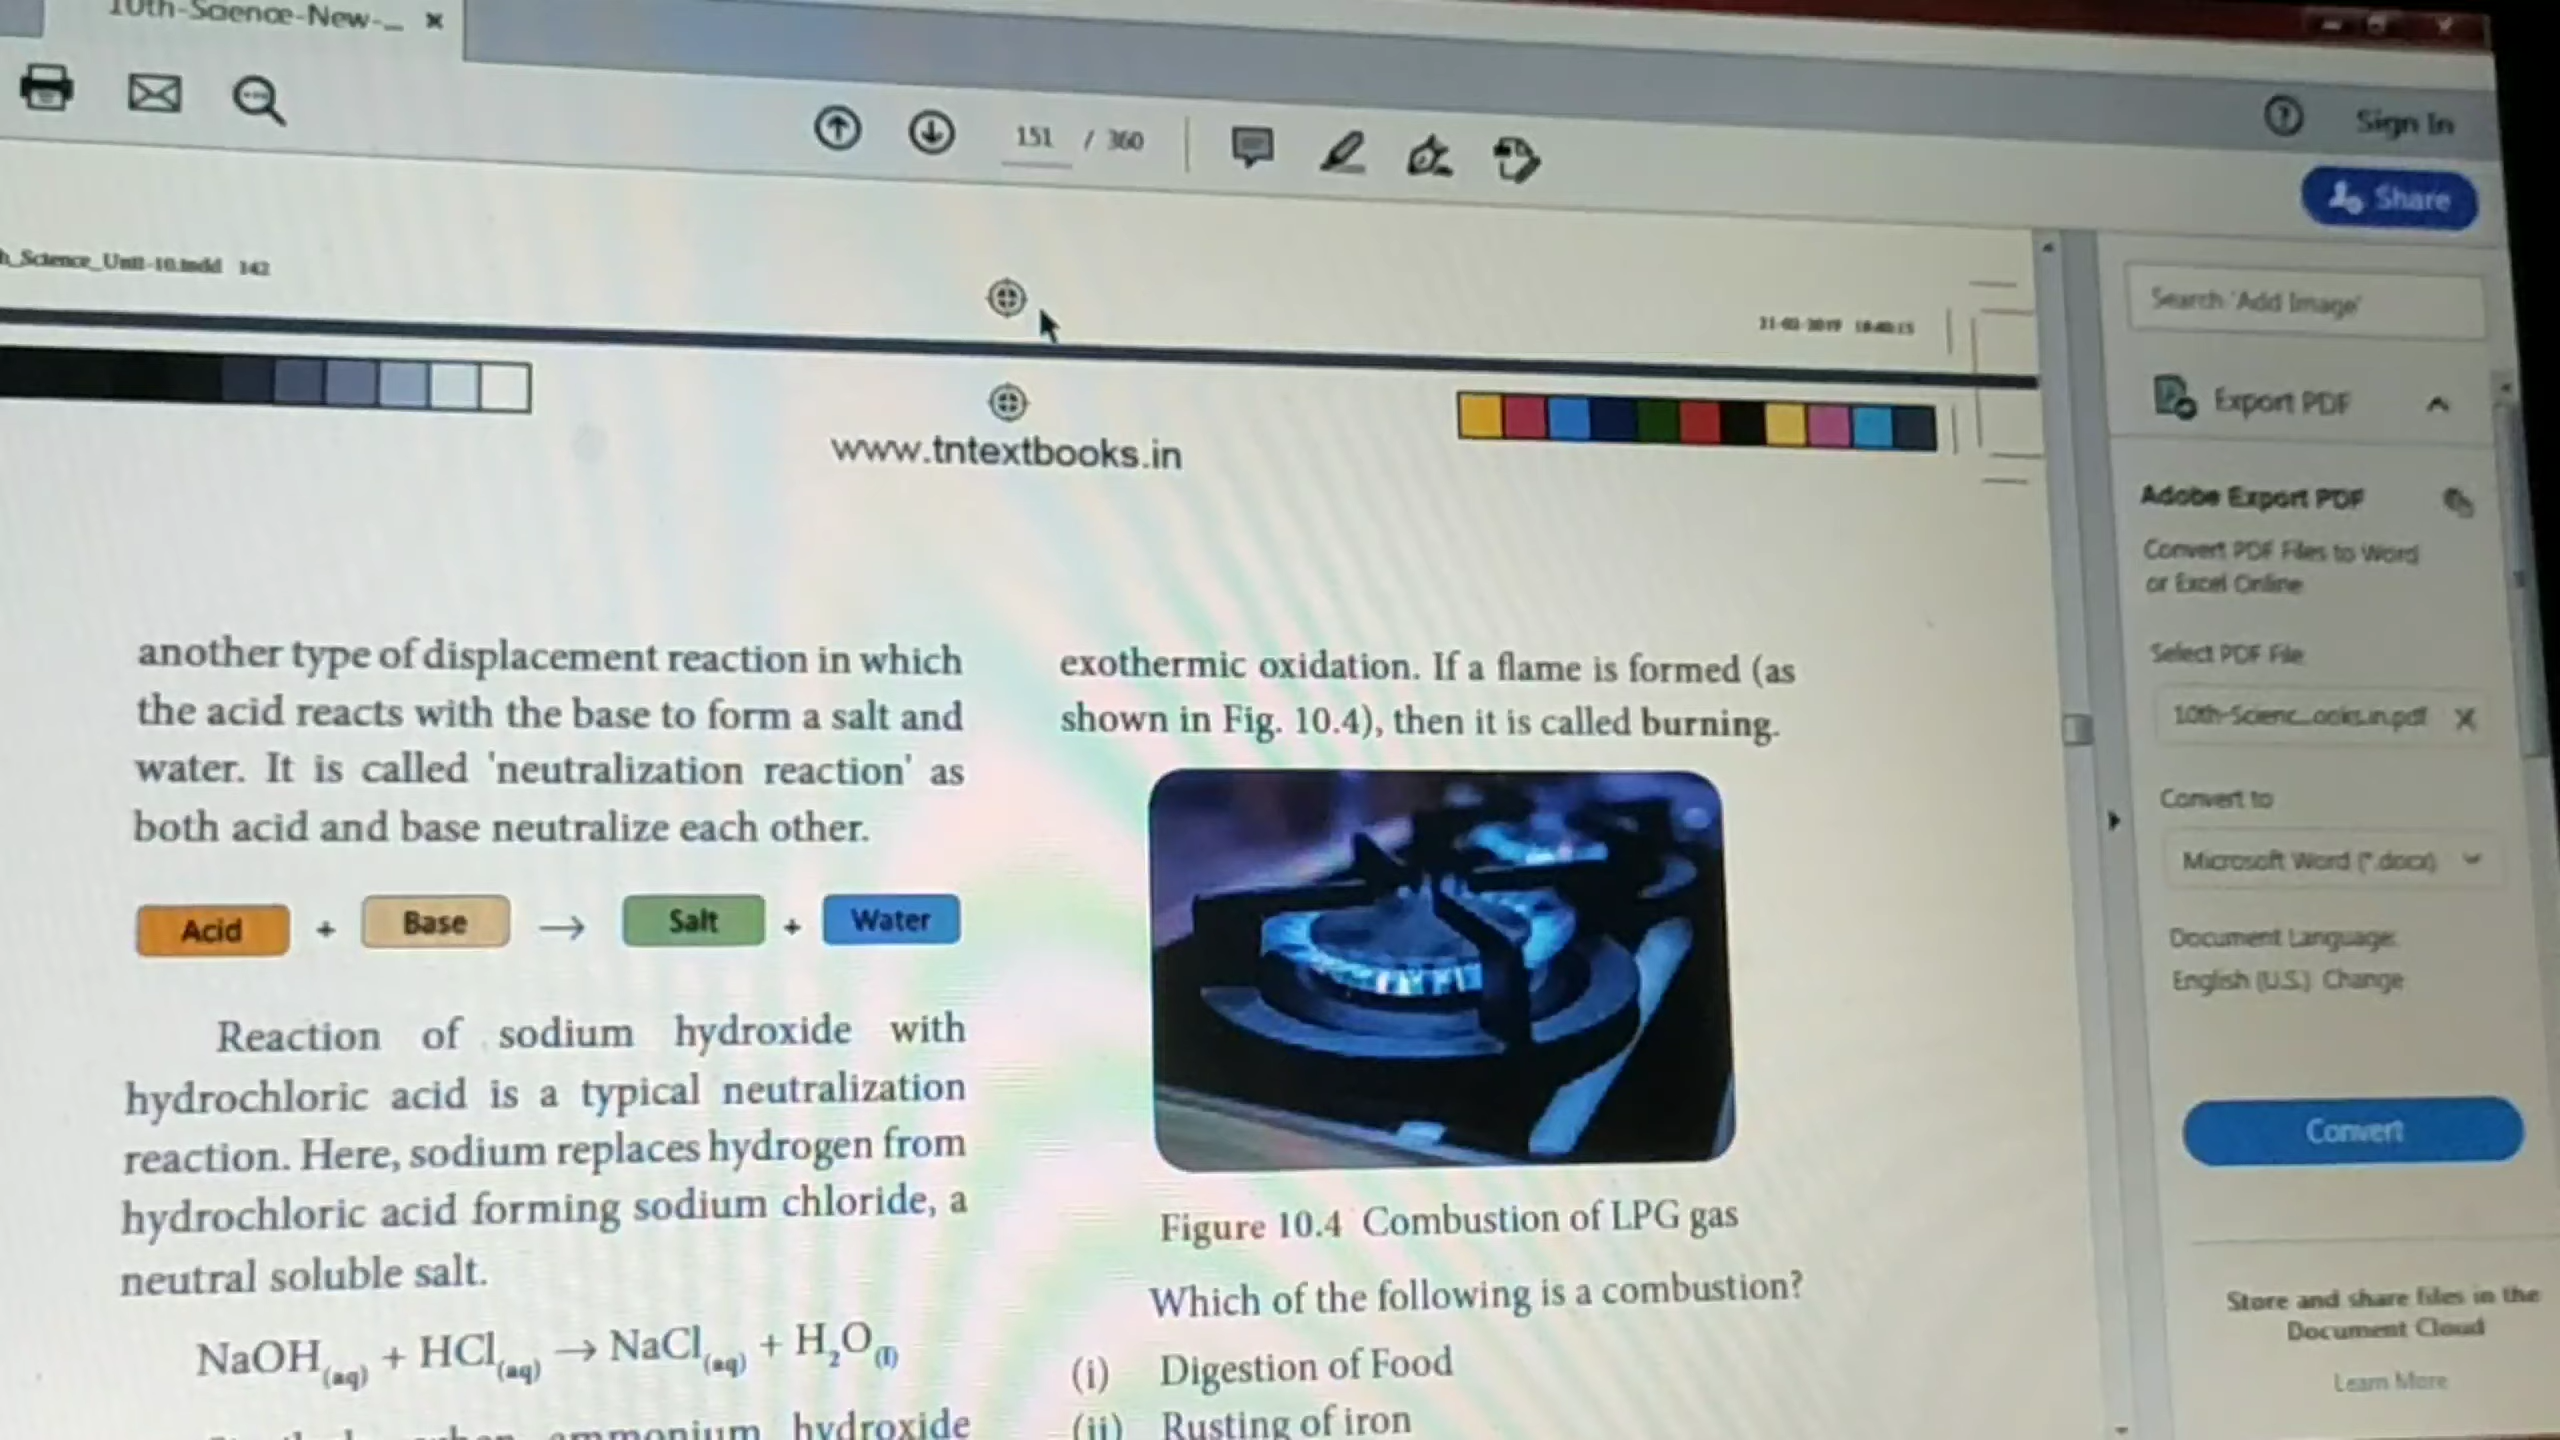 10th-Science-New-...
151 / 360
Sign In
Share
h_Science_Unit-10.indd 142
Search 'Add Image'
Export PDF
www.tntextbooks.in
Adobe Export PDF
Convert PDF Files to Word
or Excel Online
Select PDF File
10th-Scienc...ooks.in.pdf
Convert to
Microsoft Word (*.docx)
Document Language:
English (U.S.) Change
Convert
Store and share files in the
Document Cloud
Learn More
another type of displacement reaction in which
the acid reacts with the base to form a salt and
water. It is called 'neutralization reaction' as
both acid and base neutralize each other.
Acid + Base → Salt + Water
Reaction of sodium hydroxide with
hydrochloric acid is a typical neutralization
reaction. Here, sodium replaces hydrogen from
hydrochloric acid forming sodium chloride, a
neutral soluble salt.
NaOH(aq) + HCl(aq) → NaCl(aq) + H₂O(l)
ammonium hydroxide
exothermic oxidation. If a flame is formed (as
shown in Fig. 10.4), then it is called burning.
Figure 10.4 Combustion of LPG gas
Which of the following is a combustion?
(i) Digestion of Food
(ii) Rusting of iron